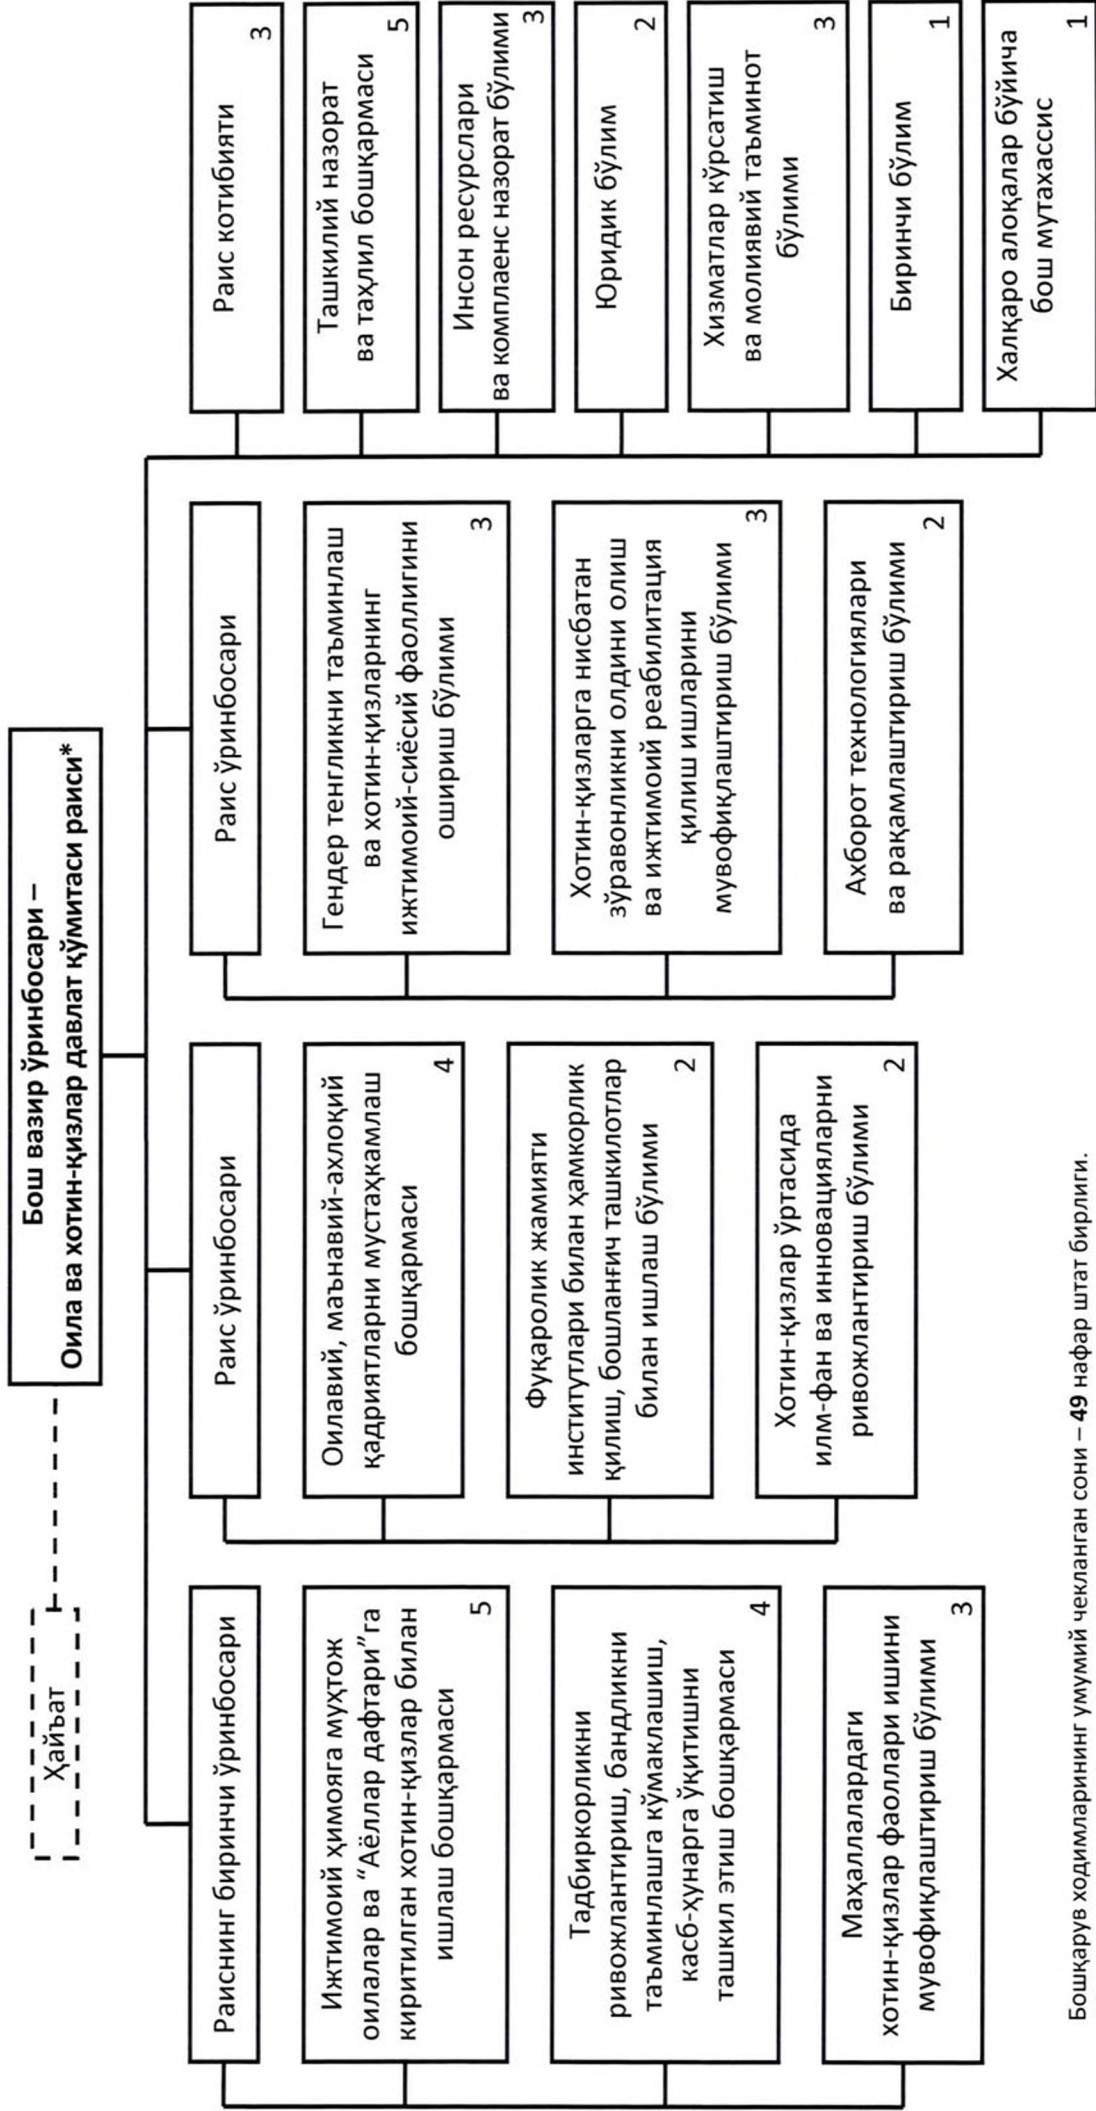 Бош вазир ўринбосари –
Оила ва хотин-қизлар давлат қўмитаси раиси*
Ҳайъат
Раиснинг биринчи ўринбосари
Ижтимоий ҳимояга муҳтож
оилалар ва “Аёллар дафтари”га
киритилган хотин-қизлар билан
ишлаш бошқармаси
5
Тадбиркорликни
ривожлантириш, бандликни
таъминлашга кўмаклашиш,
касб-ҳунарга ўқитишни
ташкил этиш бошқармаси
4
Маҳаллалардаги
хотин-қизлар фаоллари ишини
мувофиқлаштириш бўлими
3
Раис ўринбосари
Оилавий, маънавий-ахлоқий
қадриятларни мустаҳкамлаш
бошқармаси
4
Фуқаролик жамияти
институтлари билан ҳамкорлик
қилиш, бошланғич ташкилотлар
билан ишлаш бўлими
2
Хотин-қизлар ўртасида
илм-фан ва инновацияларни
ривожлантириш бўлими
2
Раис ўринбосари
Гендер тенгликни таъминлаш
ва хотин-қизларнинг
ижтимоий-сиёсий фаоллигини
ошириш бўлими
3
Хотин-қизларга нисбатан
зўравонликни олдини олиш
ва ижтимоий реабилитация
қилиш ишларини
мувофиқлаштириш бўлими
3
Ахборот технологиялари
ва рақамлаштириш бўлими
2
Раис котибияти
3
Ташкилий назорат
ва таҳлил бошқармаси
5
Инсон ресурслари
ва комплаенс назорат бўлими
3
Юридик бўлим
2
Хизматлар кўрсатиш
ва молиявий таъминот
бўлими
3
Биринчи бўлим
1
Халқаро алоқалар бўйича
бош мутахассис
1
Бошқарув ходимларининг умумий чекланган сони – 49 нафар штат бирлиги.